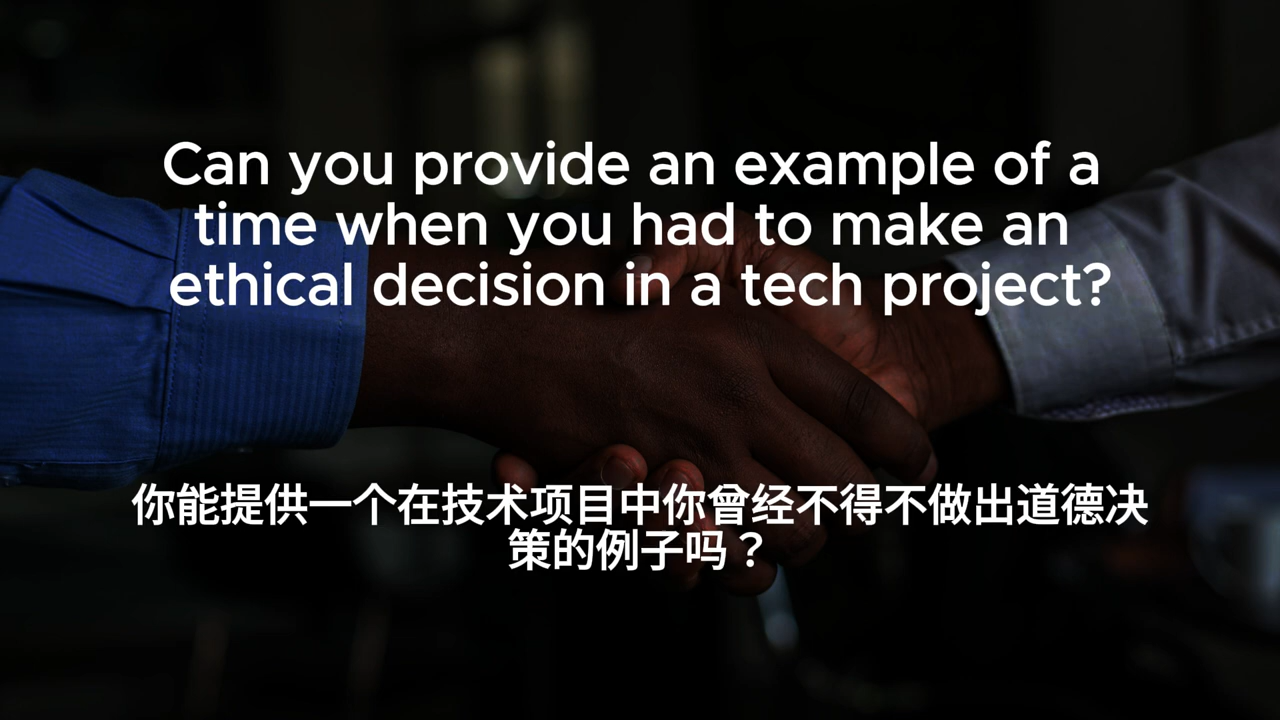 Can you provide an example of a
time when you had to make an
ethical decision in a tech project?
你能提供一个在技术项目中你曾经不得不做出道德决
策的例子吗？